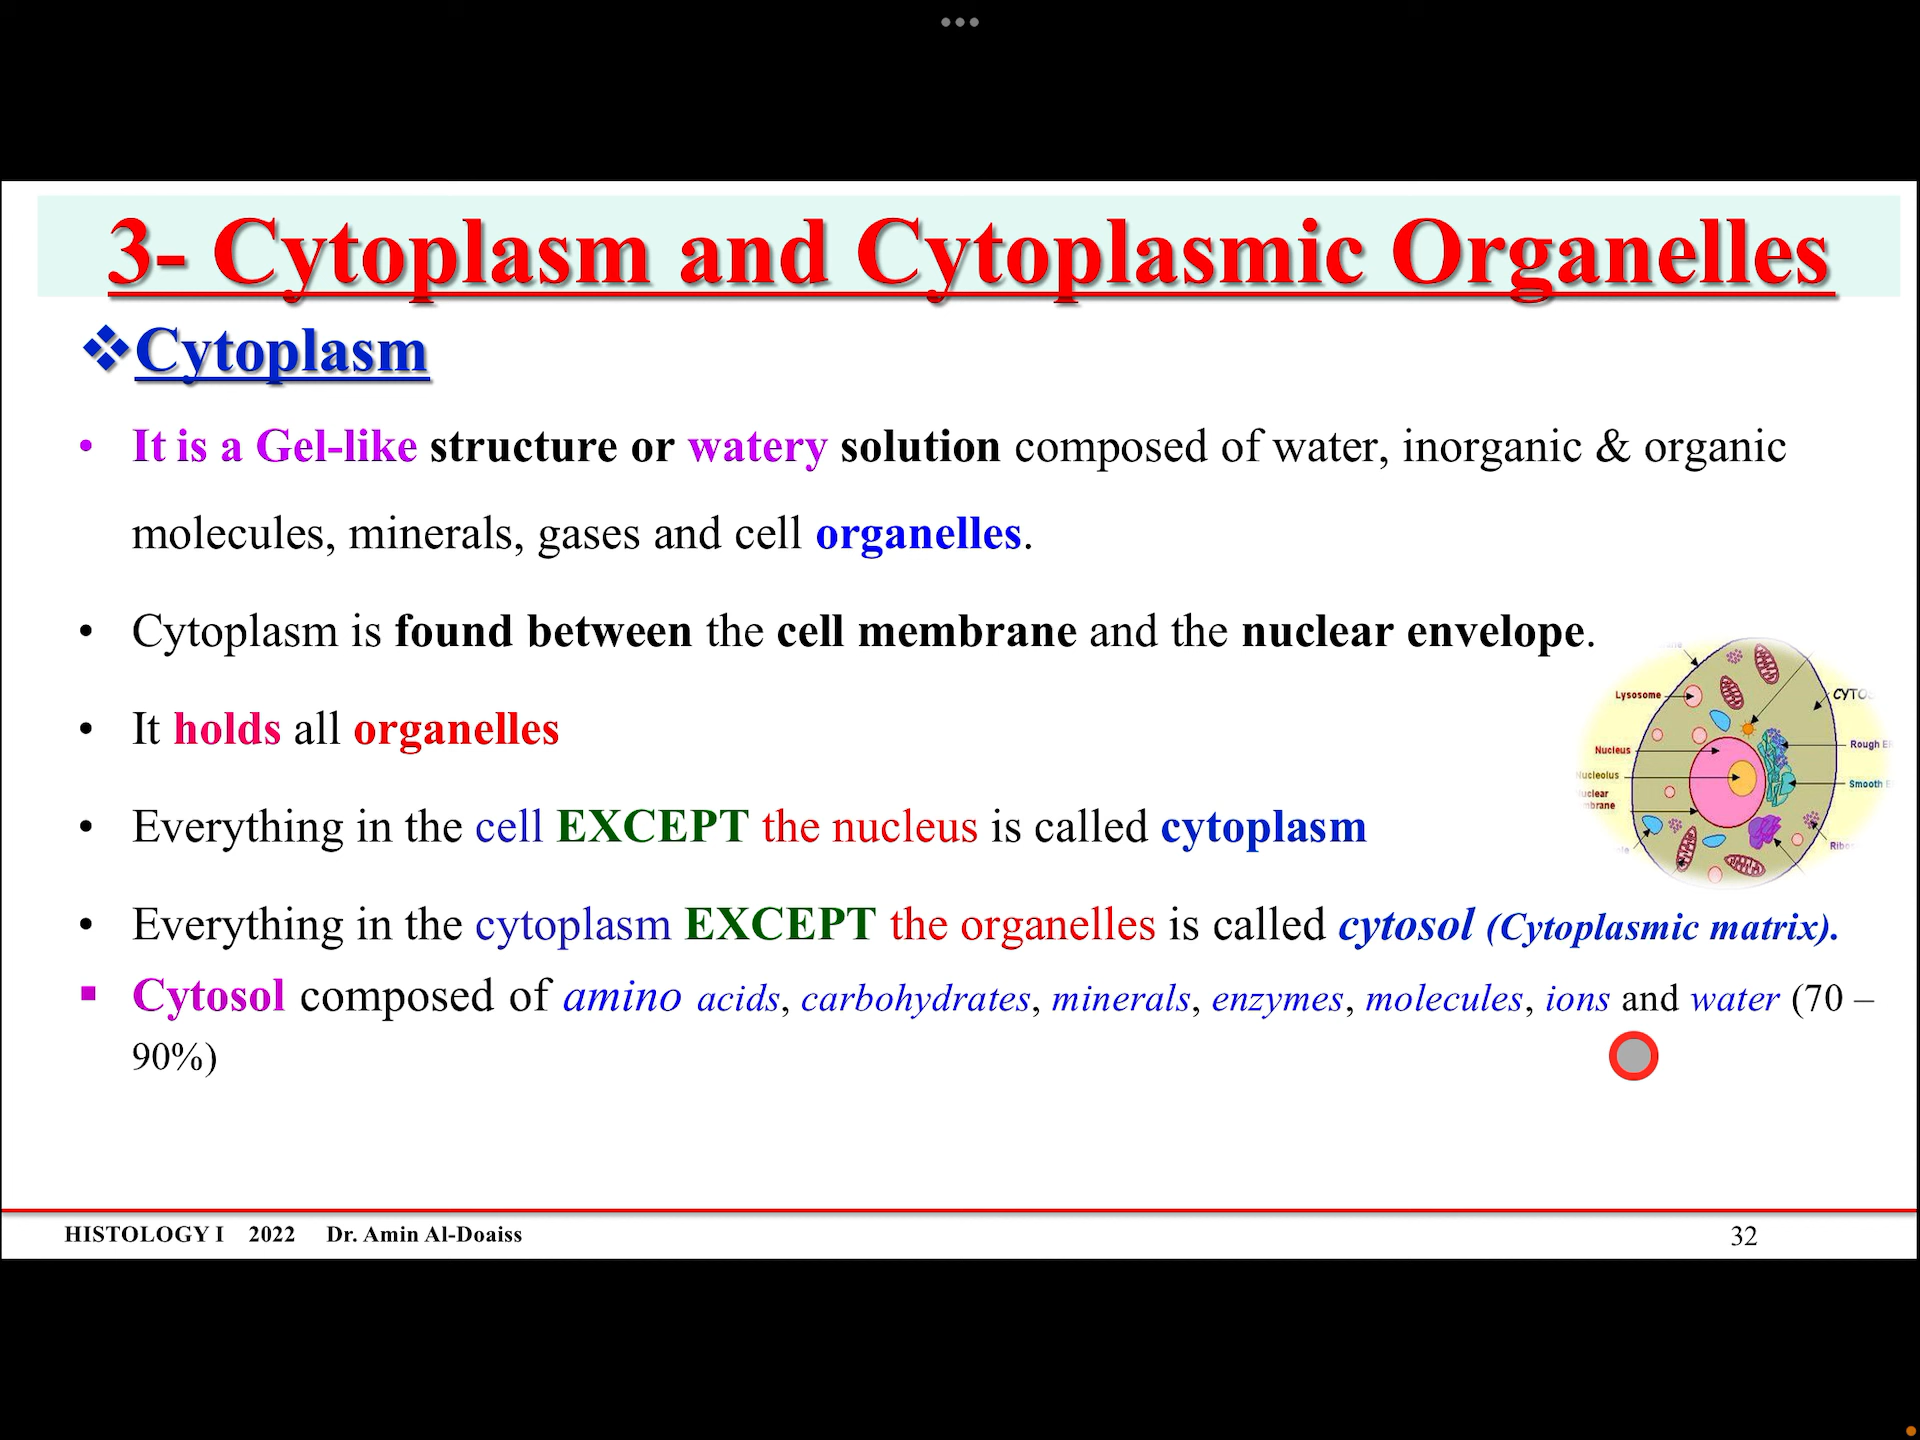 3- Cytoplasm and Cytoplasmic Organelles
❖Cytoplasm
• It is a Gel-like structure or watery solution composed of water, inorganic & organic
molecules, minerals, gases and cell organelles.
• Cytoplasm is found between the cell membrane and the nuclear envelope.
• It holds all organelles
• Everything in the cell EXCEPT the nucleus is called cytoplasm
• Everything in the cytoplasm EXCEPT the organelles is called cytosol (Cytoplasmic matrix).
▪ Cytosol composed of amino acids, carbohydrates, minerals, enzymes, molecules, ions and water (70 –
90%)
Lysosome
Nucleus
Rough
Smooth
HISTOLOGY I 2022 Dr. Amin Al-Doaiss
32